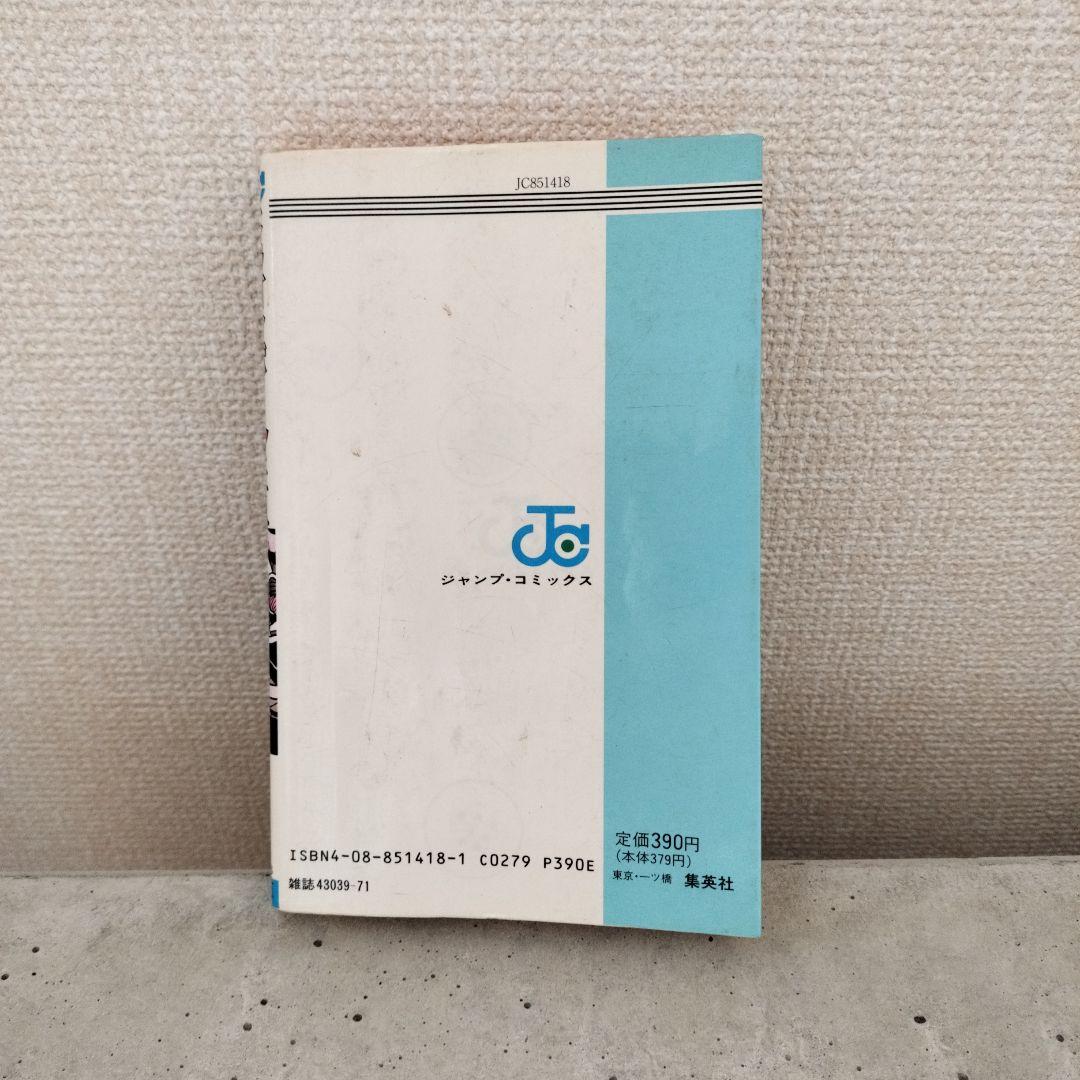 JC851418
JC
ジャンプ・コミックス
定価390円
(本体379円)
ISBN4-08-851418-1 C0279 P390E
東京・一ツ橋 集英社
雑誌43039-71